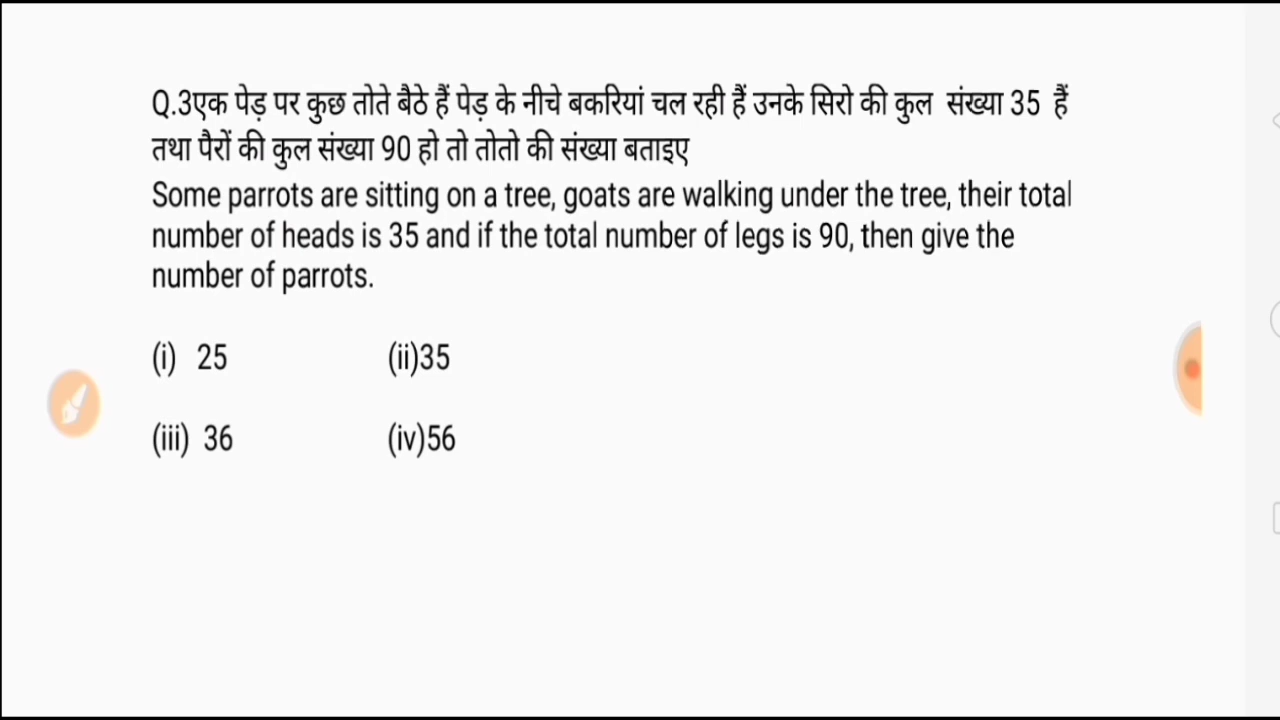 Q.3एक पेड़ पर कुछ तोते बैठे हैं पेड़ के नीचे बकरियां चल रही हैं उनके सिरो की कुल संख्या 35 हैं
तथा पैरों की कुल संख्या 90 हो तो तोतो की संख्या बताइए
Some parrots are sitting on a tree, goats are walking under the tree, their total
number of heads is 35 and if the total number of legs is 90, then give the
number of parrots.
(i) 25 (ii)35
(iii) 36 (iv)56